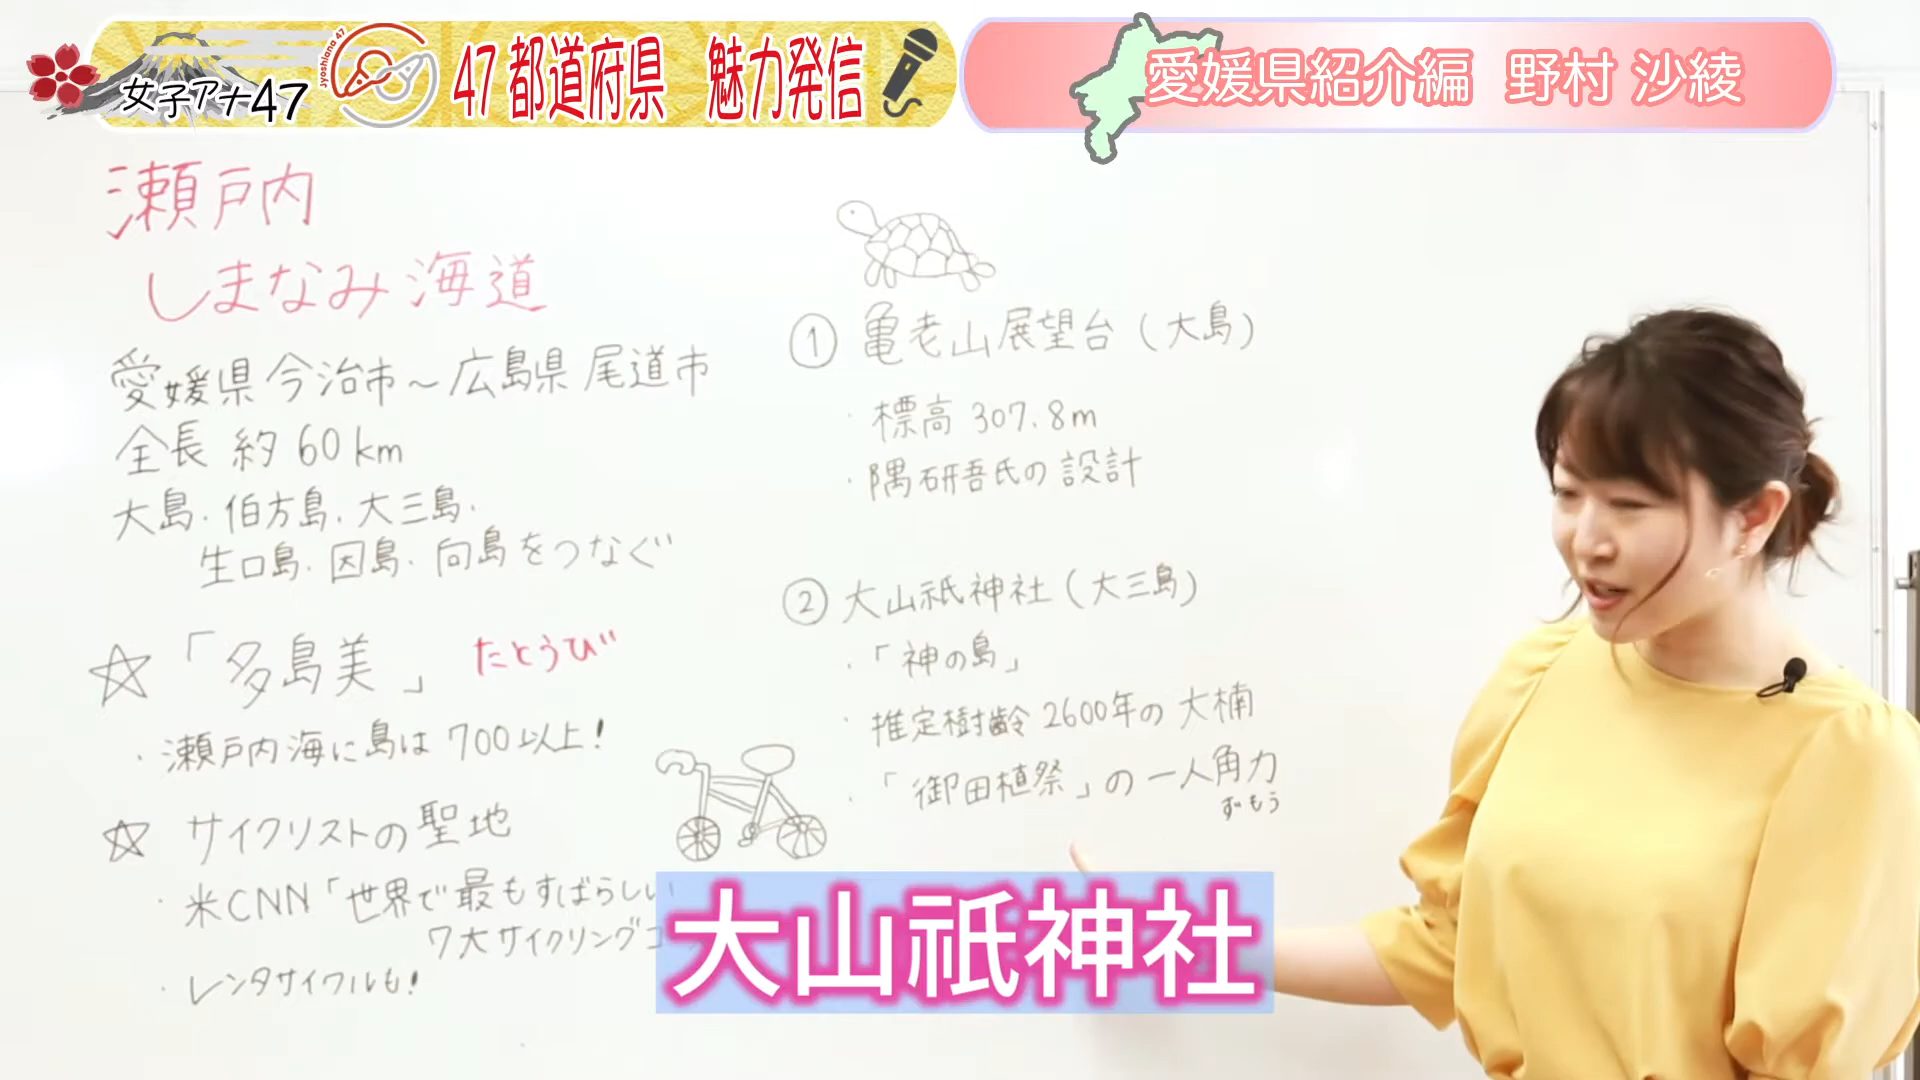 女子アナ47
jyoshiana 47
47都道府県 魅力発信
愛媛県紹介編 野村 沙綾
瀬戸内
しまなみ海道
愛媛県 今治市~広島県 尾道市
全長 約60km
大島・伯方島・大三島・
生口島・因島・向島をつなぐ
☆「多島美」 たとうび
・瀬戸内海に島は700以上!
☆ サイクリストの聖地
・米CNN「世界で最もすばらしい
7大サイクリングコ
・レンタサイクルも!
① 亀老山展望台(大島)
・標高 307.8m
・隈研吾氏の設計
② 大山祇神社(大三島)
・「神の島」
・推定樹齢2600年の大楠
・「御田植祭」の一人角力
ずもう
大山祇神社